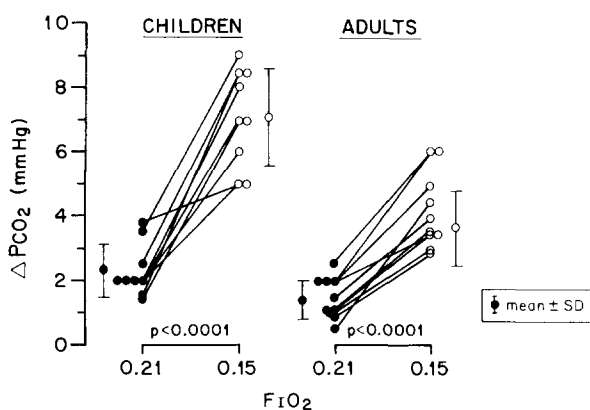 CHILDREN
ADULTS
Δ PCO2 (mmHg)
10
8
6
4
2
0
p<0.0001
p<0.0001
0.21
0.15
0.21
0.15
FIO2
mean ± SD